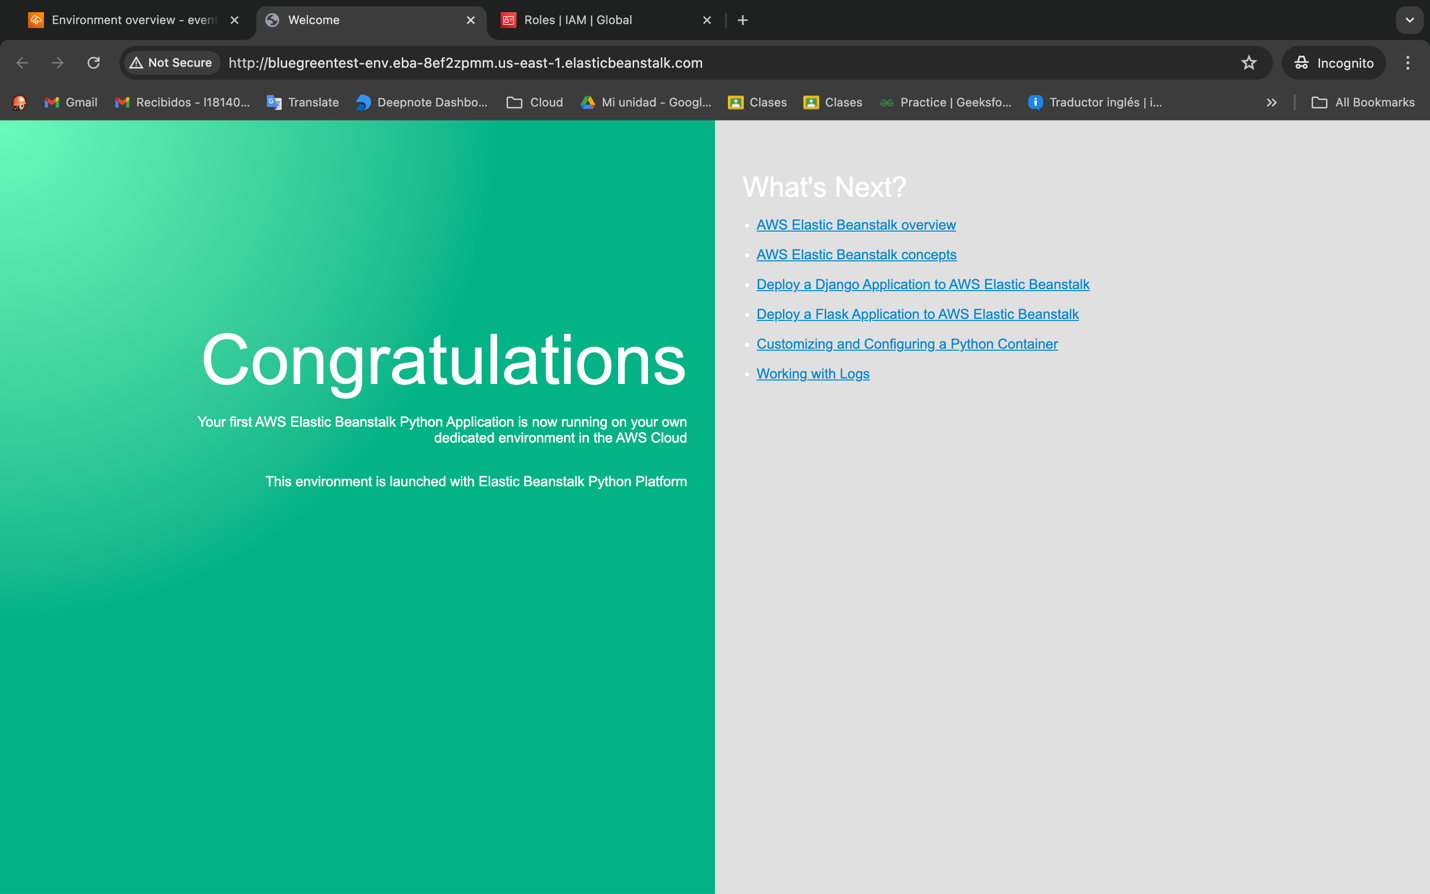 Environment overview - even
Welcome
Roles | IAM | Global
Not Secure
http://bluegreentest-env.eba-8ef2zpmm.us-east-1.elasticbeanstalk.com
Incognito
Gmail
Recibidos - l18140...
Translate
Deepnote Dashbo...
Cloud
Mi unidad - Googl...
Clases
Clases
Practice | Geeksfo...
Traductor inglés | i...
All Bookmarks
Congratulations
Your first AWS Elastic Beanstalk Python Application is now running on your own
dedicated environment in the AWS Cloud
This environment is launched with Elastic Beanstalk Python Platform
What's Next?
AWS Elastic Beanstalk overview
AWS Elastic Beanstalk concepts
Deploy a Django Application to AWS Elastic Beanstalk
Deploy a Flask Application to AWS Elastic Beanstalk
Customizing and Configuring a Python Container
Working with Logs